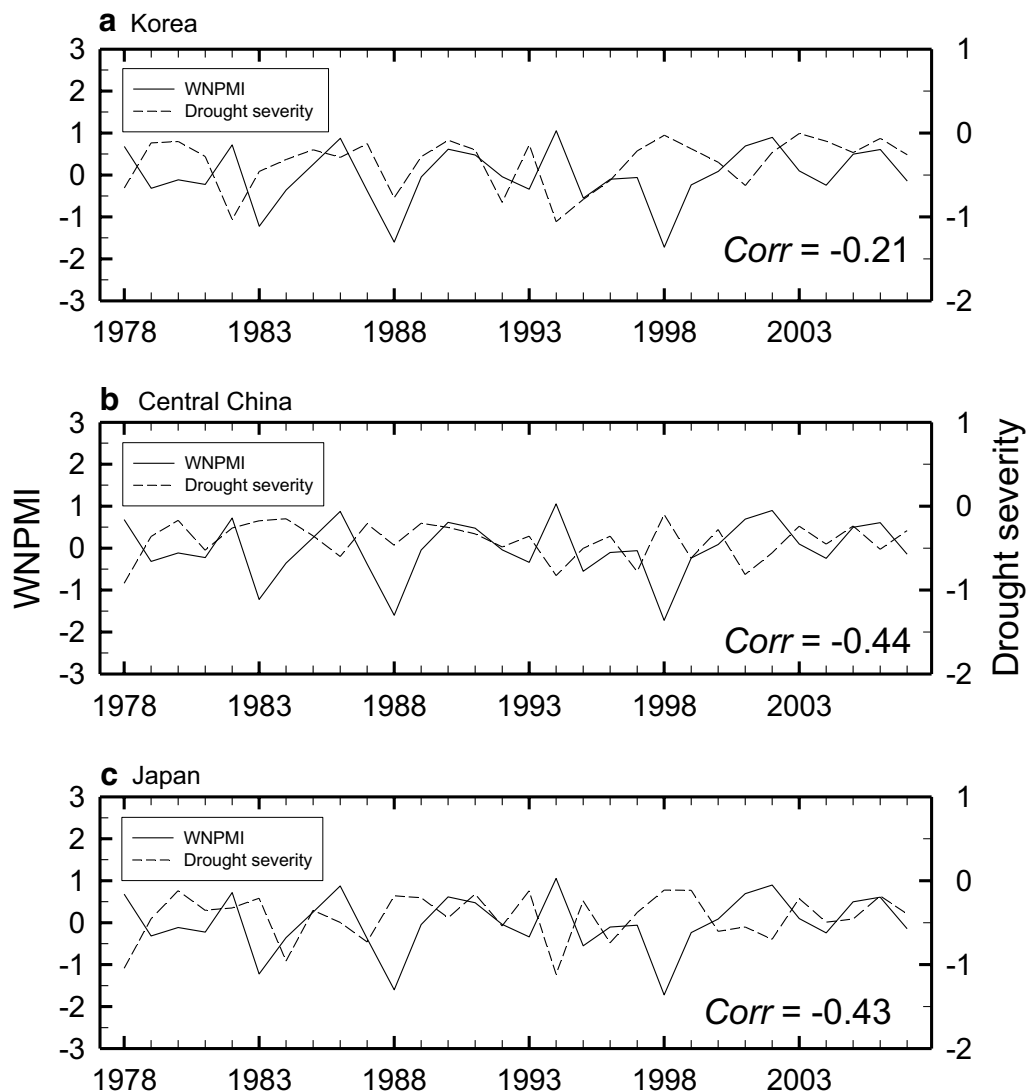 a Korea
3
2
1
0
-1
-2
-3
WNPMI
Drought severity
1
0
-1
-2
Corr = -0.21
1978 1983 1988 1993 1998 2003
b Central China
3
2
1
0
-1
-2
-3
WNPMI
WNPMI
Drought severity
1
0
-1
-2
Drought severity
Corr = -0.44
1978 1983 1988 1993 1998 2003
c Japan
3
2
1
0
-1
-2
-3
WNPMI
Drought severity
1
0
-1
-2
Corr = -0.43
1978 1983 1988 1993 1998 2003